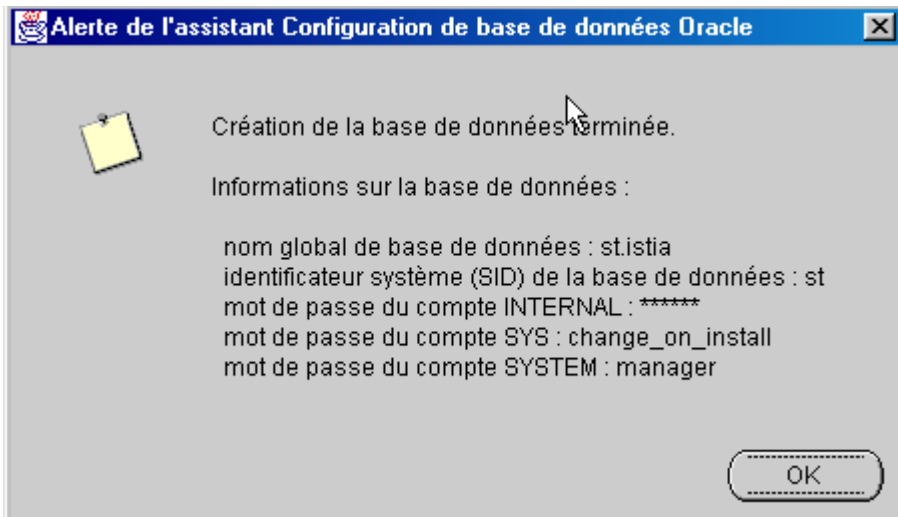 Alerte de l'assistant Configuration de base de données Oracle
Création de la base de données terminée.
Informations sur la base de données :
nom global de base de données : st.istia
identificateur système (SID) de la base de données : st
mot de passe du compte INTERNAL : ******
mot de passe du compte SYS : change_on_install
mot de passe du compte SYSTEM : manager
OK